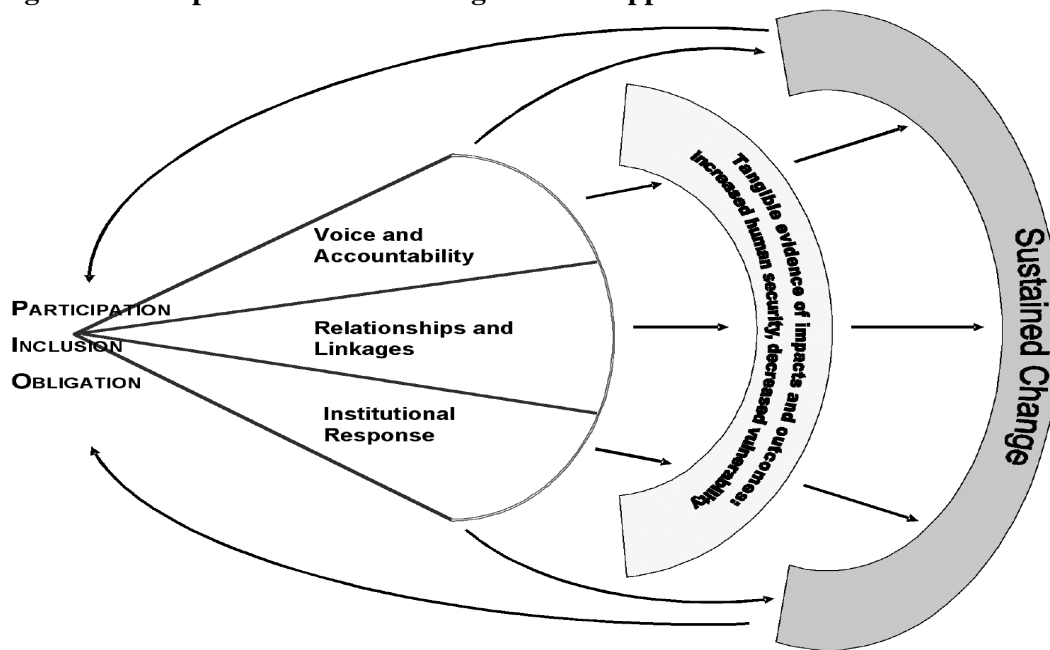 Voice and
Accountability
PARTICIPATION
INCLUSION
OBLIGATION
Relationships and
Linkages
Institutional
Response
Tangible evidence of impacts and outcomes:
increased human security, decreased vulnerability
Sustained Change